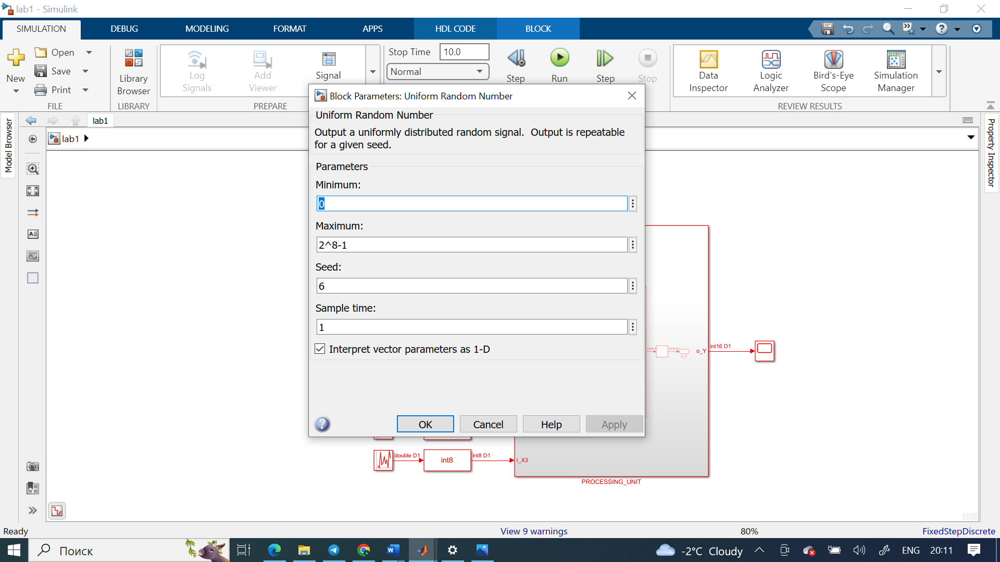 lab1 - Simulink
SIMULATION
DEBUG
MODELING
FORMAT
APPS
HDL CODE
BLOCK
New
Open
Save
Print
FILE
Library
Browser
LIBRARY
Log
Signals
Add
Viewer
Signal
PREPARE
Stop Time
10.0
Normal
Step
Run
Step
Stop
Data
Inspector
Logic
Analyzer
Bird's-Eye
Scope
Simulation
Manager
REVIEW RESULTS
Model Browser
lab1
lab1
Property Inspector
Block Parameters: Uniform Random Number
Uniform Random Number
Output a uniformly distributed random signal.  Output is repeatable
for a given seed.
Parameters
Minimum:
0
Maximum:
2^8-1
Seed:
6
Sample time:
1
Interpret vector parameters as 1-D
OK
Cancel
Help
Apply
int16 D1
o_Y
o_Y
int16 D1
double D1
int8
int8 D1
I_X3
PROCESSING_UNIT
Ready
View 9 warnings
80%
FixedStepDiscrete
Поиск
-2°C Cloudy
ENG
20:11